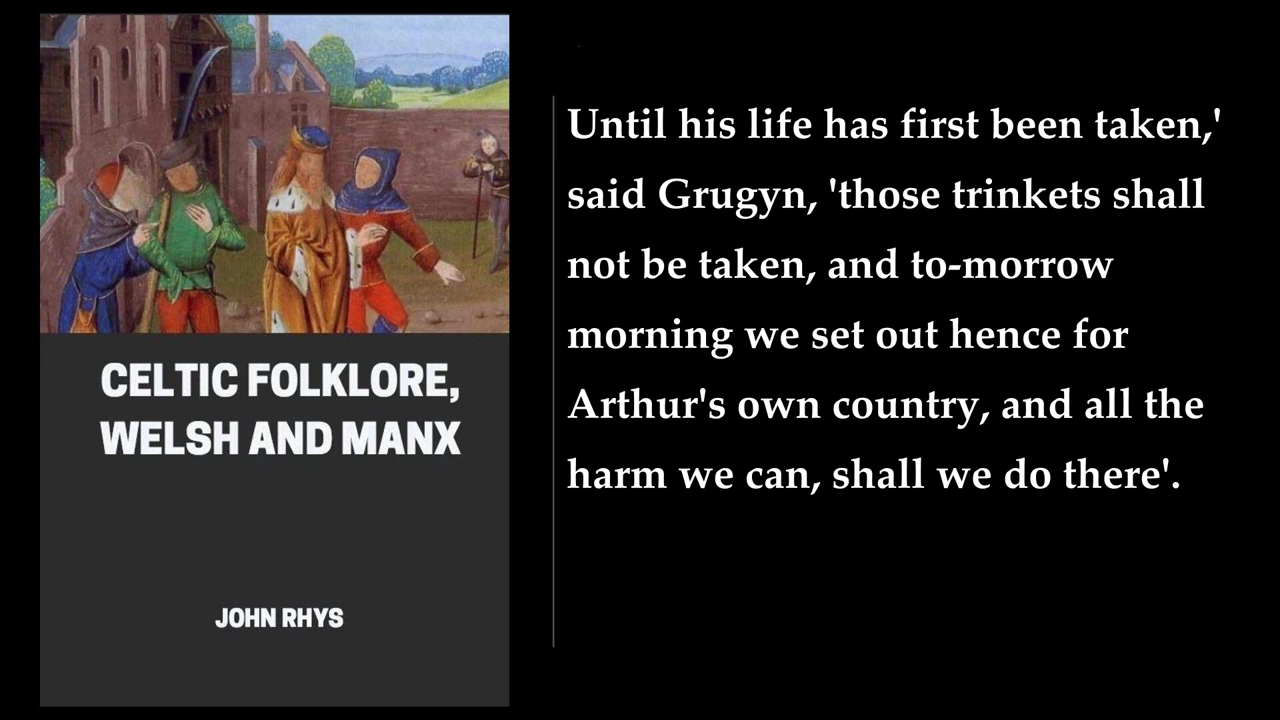 CELTIC FOLKLORE,
WELSH AND MANX
JOHN RHYS
Until his life has first been taken,'
said Grugyn, 'those trinkets shall
not be taken, and to-morrow
morning we set out hence for
Arthur's own country, and all the
harm we can, shall we do there'.